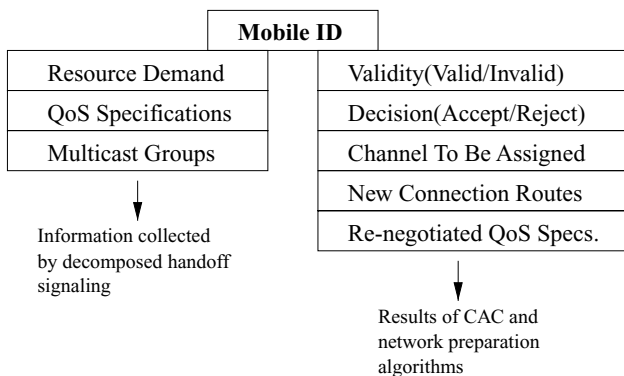 Mobile ID
Resource Demand
QoS Specifications
Multicast Groups
Information collected
by decomposed handoff
signaling
Validity(Valid/Invalid)
Decision(Accept/Reject)
Channel To Be Assigned
New Connection Routes
Re-negotiated QoS Specs.
Results of CAC and
network preparation
algorithms